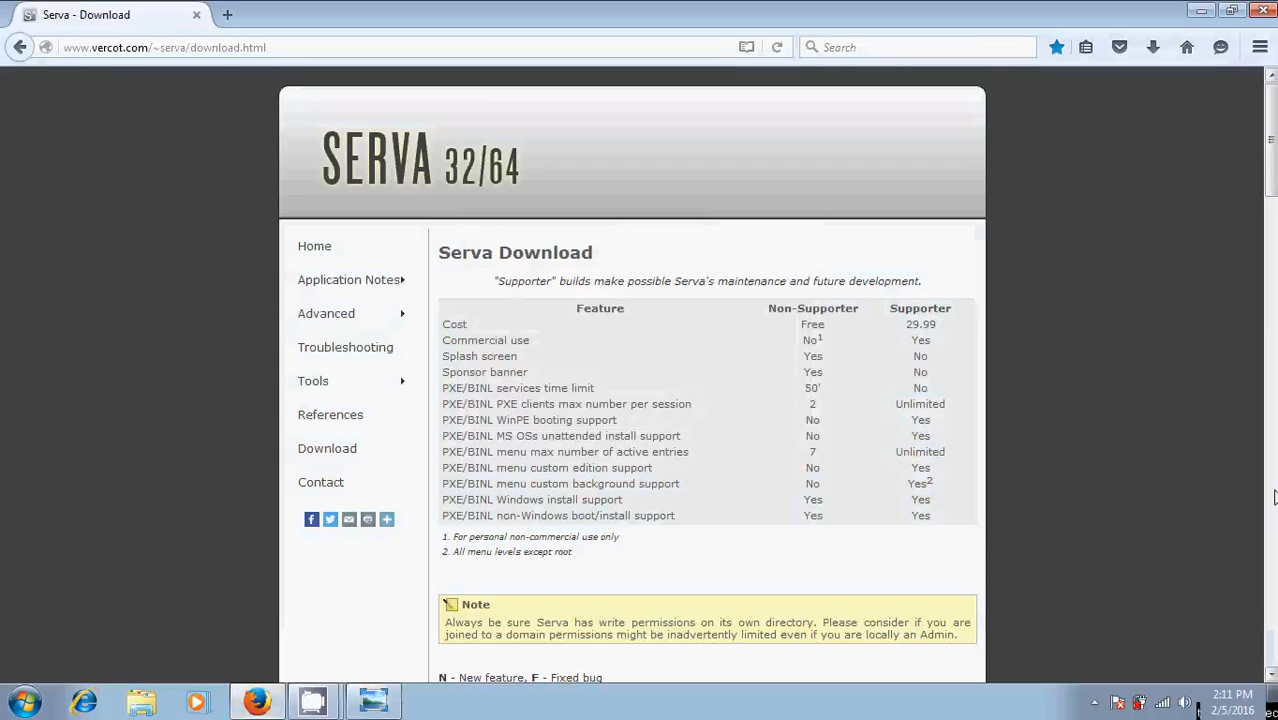 Serva - Download
www.vercot.com/~serva/download.html
Search
SERVA 32/64
Home
Application Notes
Advanced
Troubleshooting
Tools
References
Download
Contact
Serva Download
"Supporter" builds make possible Serva's maintenance and future development.
Feature Non-Supporter Supporter
Cost Free 29.99
Commercial use No1 Yes
Splash screen Yes No
Sponsor banner Yes No
PXE/BINL services time limit 50' No
PXE/BINL PXE clients max number per session 2 Unlimited
PXE/BINL WinPE booting support No Yes
PXE/BINL MS OSs unattended install support No Yes
PXE/BINL menu max number of active entries 7 Unlimited
PXE/BINL menu custom edition support No Yes
PXE/BINL menu custom background support No Yes2
PXE/BINL Windows install support Yes Yes
PXE/BINL non-Windows boot/install support Yes Yes
1. For personal non-commercial use only
2. All menu levels except root
Note
Always be sure Serva has write permissions on its own directory. Please consider if you are
joined to a domain permissions might be inadvertently limited even if you are locally an Admin.
N - New feature, F - Fixed bug
2:11 PM
2/5/2016